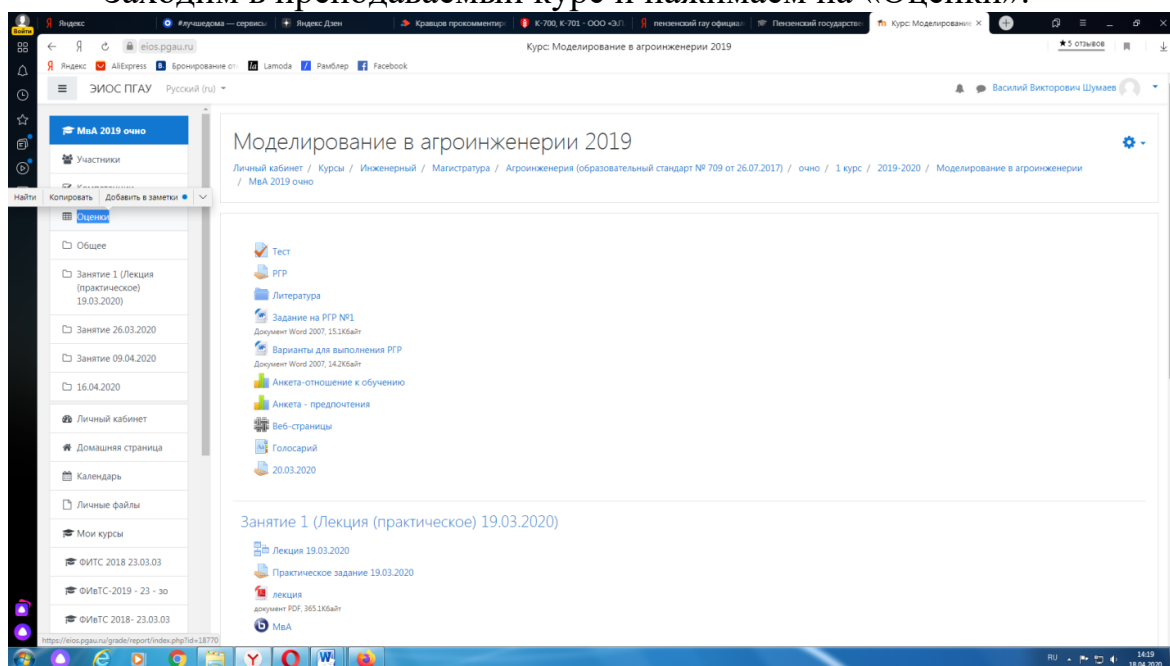 Заходим в преподаваемый курс и нажимаем на «Оценки».
Войти
Яндекс
#лучшедома — сервисы
Яндекс Дзен
Кравцов прокомментир
К-700, К-701 - ООО «З.П.
пензенский гау официал
Пензенский государствен
Курс: Моделирование
eios.pgau.ru
Курс: Моделирование в агроинженерии 2019
★ 5 отзывов
Яндекс
AliExpress
Бронирование от
Lamoda
Рамблер
Facebook
ЭИОС ПГАУ
Русский (ru)
Василий Викторович Шумаев
МвА 2019 очно
Участники
Найти
Копировать
Добавить в заметки
Оценки
Общее
Занятие 1 (Лекция
(практическое)
19.03.2020)
Занятие 26.03.2020
Занятие 09.04.2020
16.04.2020
Личный кабинет
Домашняя страница
Календарь
Личные файлы
Мои курсы
ФИТС 2018 23.03.03
ФИвТС-2019 - 23 - зо
ФИвТС 2018- 23.03.03
https://eios.pgau.ru/grade/report/index.php?id=18770
Моделирование в агроинженерии 2019
Личный кабинет / Курсы / Инженерный / Магистратура / Агроинженерия (образовательный стандарт № 709 от 26.07.2017) / очно / 1 курс / 2019-2020 / Моделирование в агроинженерии
/ МвА 2019 очно
Тест
РГР
Литература
Задание на РГР №1
Документ Word 2007, 15.1Кбайт
Варианты для выполнения РГР
Документ Word 2007, 14.2Кбайт
Анкета-отношение к обучению
Анкета - предпочтения
Веб-страницы
Голосарий
20.03.2020
Занятие 1 (Лекция (практическое) 19.03.2020)
Лекция 19.03.2020
Практическое задание 19.03.2020
лекция
документ PDF, 365.1Кбайт
МвА
RU
14:19
18.04.2020